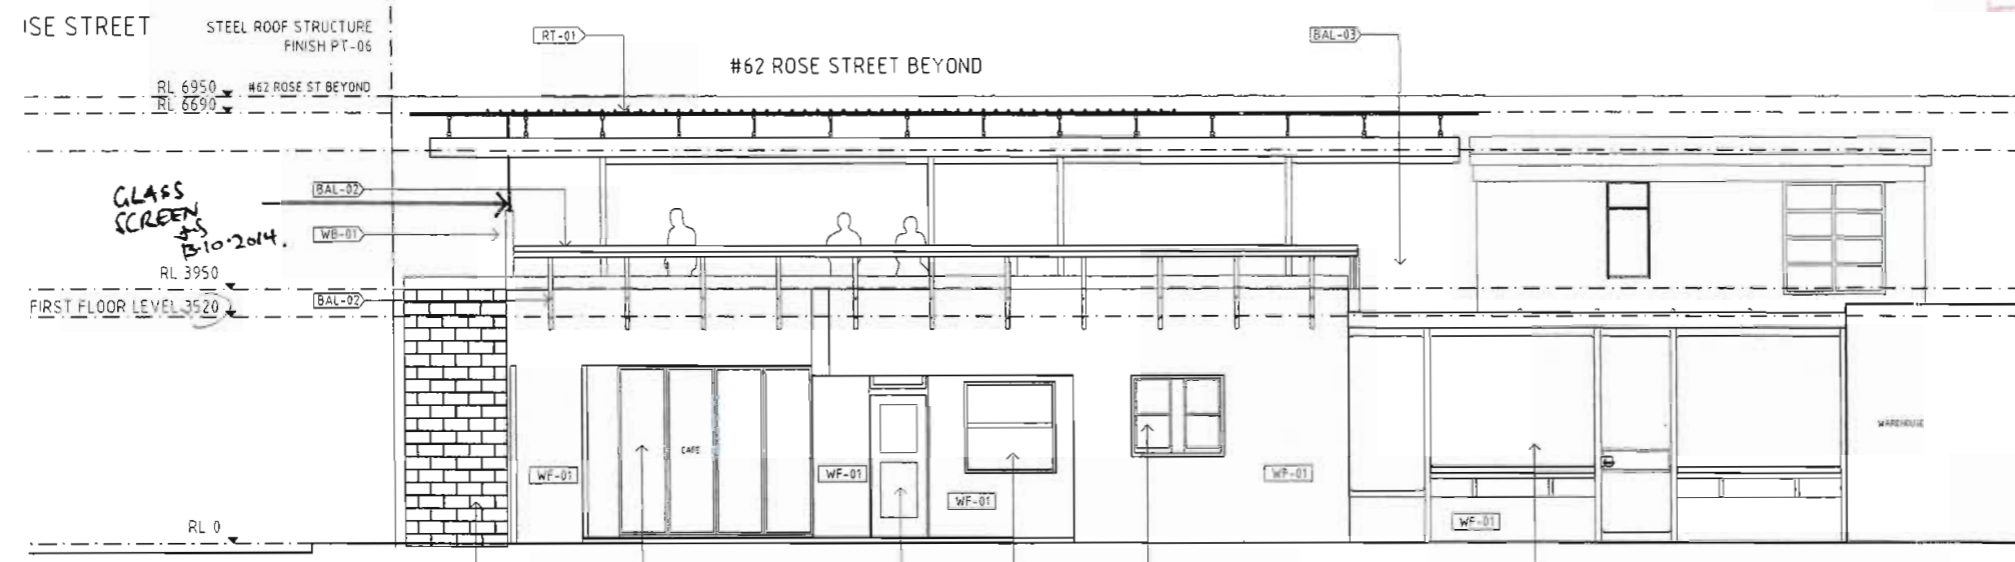 ISE STREET
STEEL ROOF STRUCTURE
FINISH PT-06
RT-01
BAL-03
#62 ROSE STREET BEYOND
RL 6950
#62 ROSE ST BEYOND
RL 6690
GLASS
SCREEN
13·10·2014.
BAL-02
WB-01
RL 3950
FIRST FLOOR LEVEL 3520
BAL-02
CAFE
WAREHOUSE
WF-01
WF-01
WF-01
WF-01
WF-01
RL 0